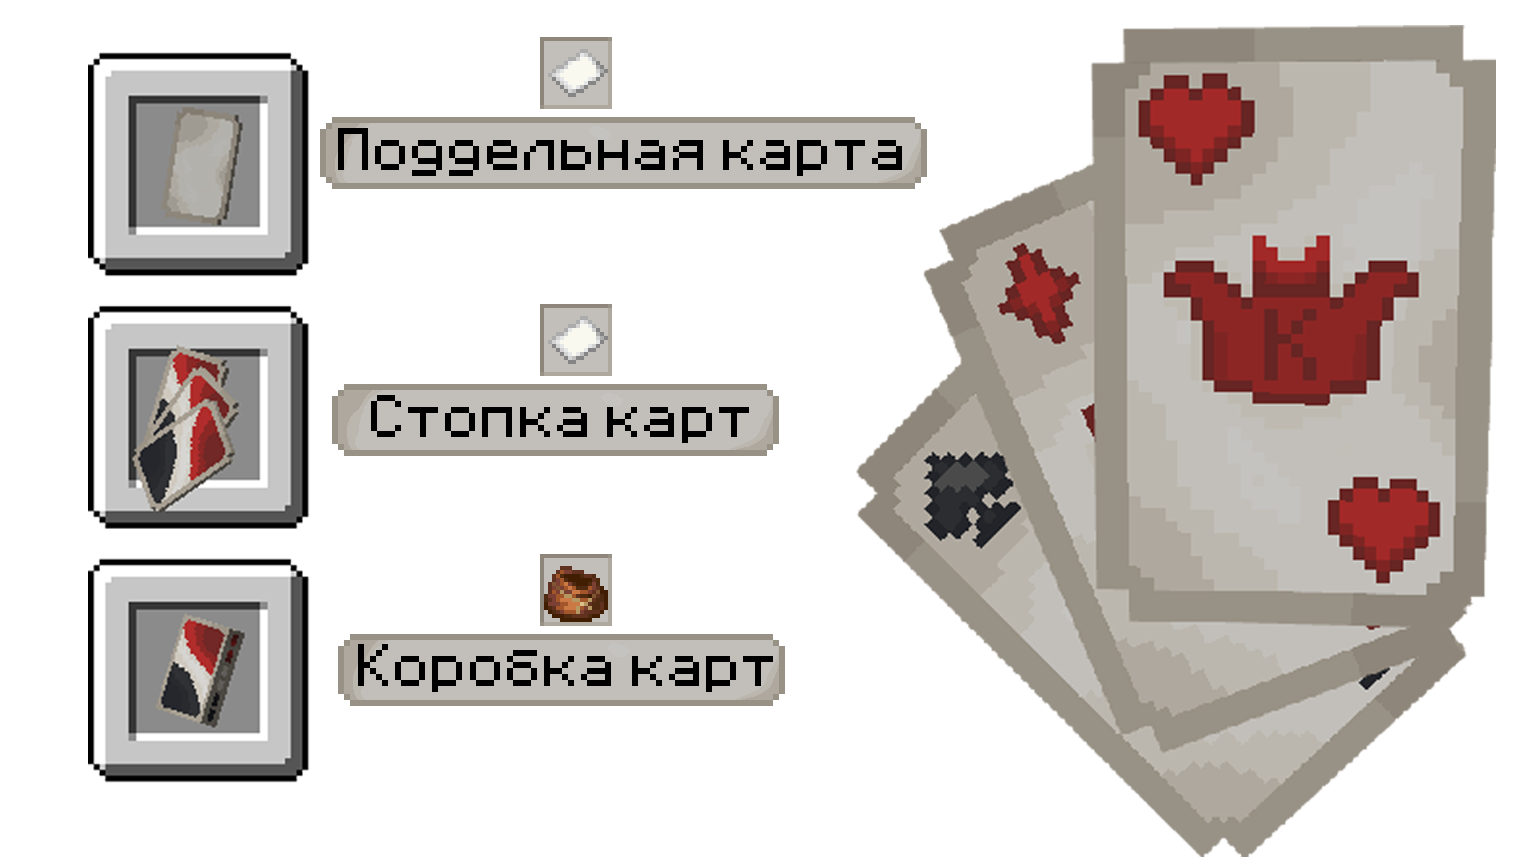 Поддельная карта
Стопка карт
Коробка карт
K